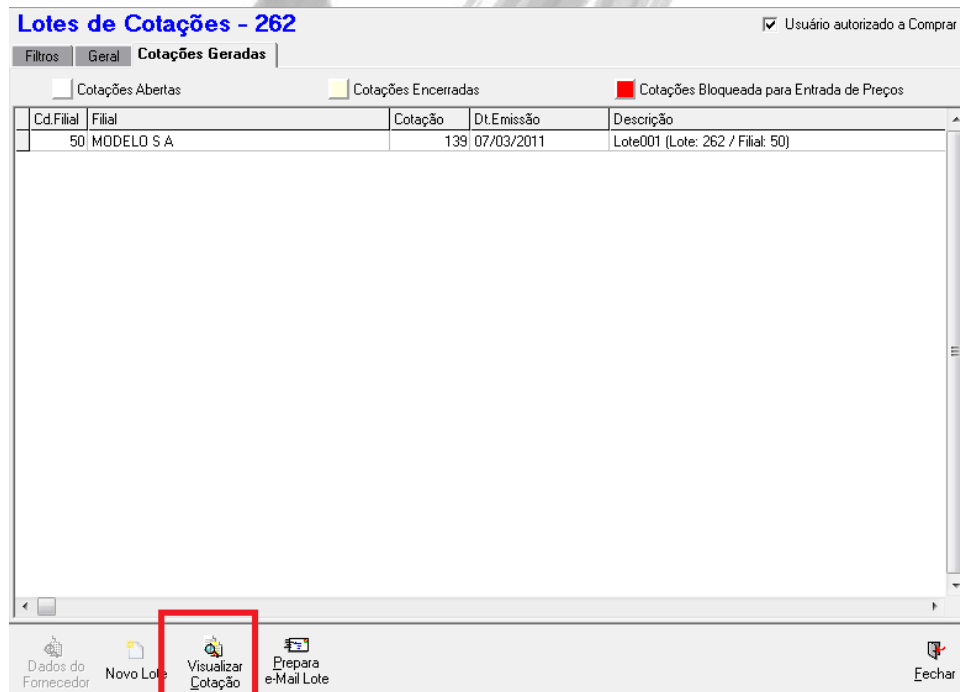 Lotes de Cotações - 262
Usuário autorizado a Comprar
Filtros Geral Cotações Geradas
Cotações Abertas Cotações Encerradas Cotações Bloqueada para Entrada de Preços
Cd.Filial Filial Cotação Dt.Emissão Descrição
50 MODELO S A 139 07/03/2011 Lote001 (Lote: 262 / Filial: 50)
Dados do Fornecedor
Novo Lote
Visualizar Cotação
Prepara e-Mail Lote
Fechar